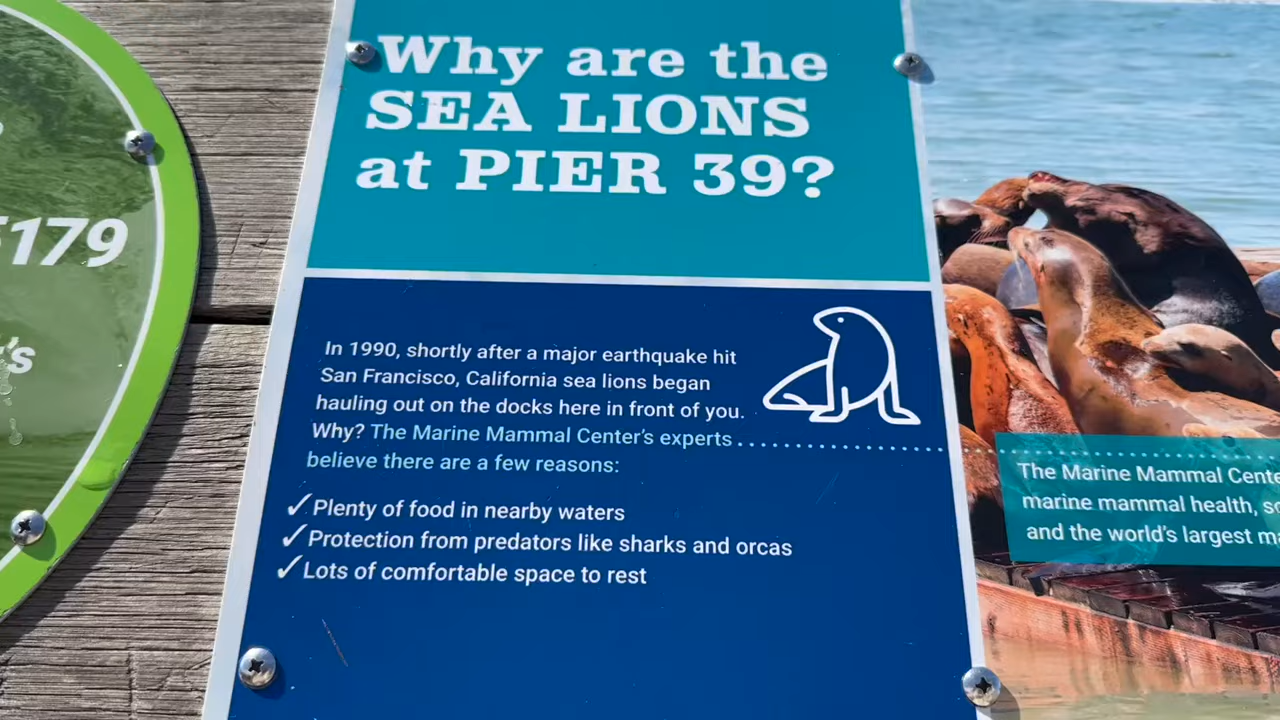 179
's
Why are the
SEA LIONS
at PIER 39?
In 1990, shortly after a major earthquake hit
San Francisco, California sea lions began
hauling out on the docks here in front of you.
Why? The Marine Mammal Center's experts
believe there are a few reasons:
✓Plenty of food in nearby waters
✓Protection from predators like sharks and orcas
✓Lots of comfortable space to rest
The Marine Mammal
marine mammal health,
and the world's largest